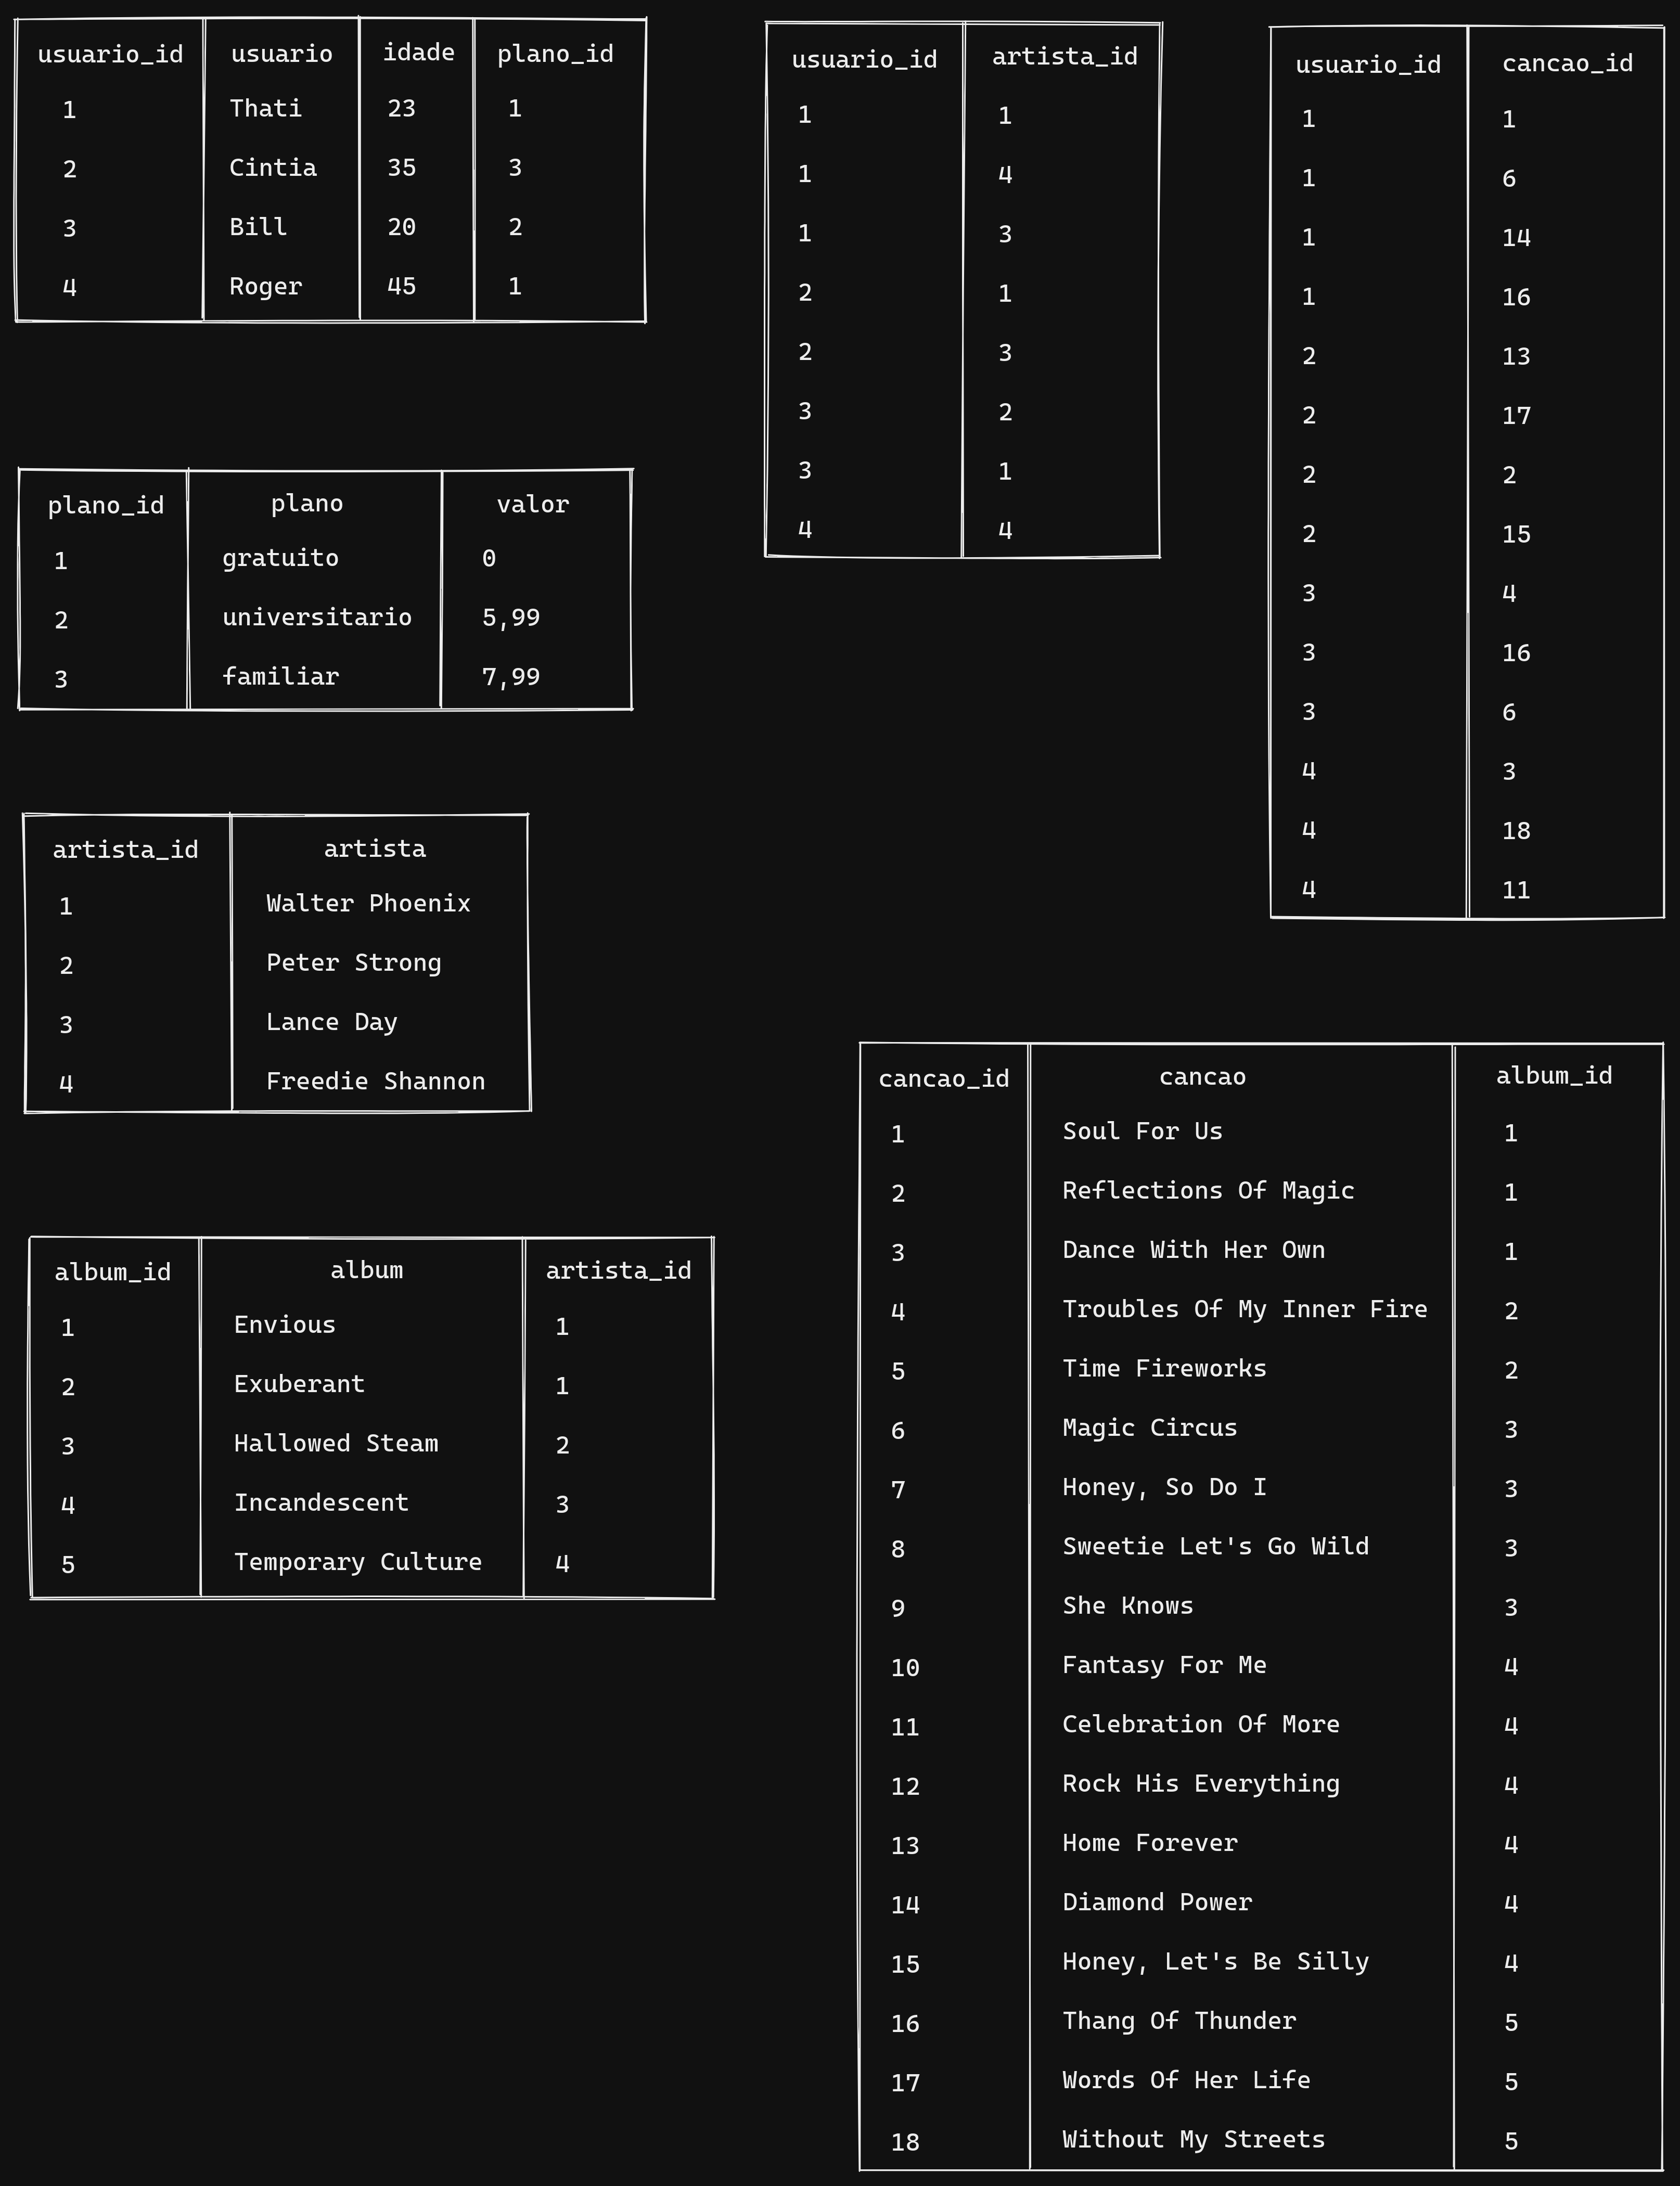 usuario_id usuario idade plano_id
1 Thati 23 1
2 Cintia 35 3
3 Bill 20 2
4 Roger 45 1
plano_id plano valor
1 gratuito 0
2 universitario 5,99
3 familiar 7,99
artista_id artista
1 Walter Phoenix
2 Peter Strong
3 Lance Day
4 Freedie Shannon
album_id album artista_id
1 Envious 1
2 Exuberant 1
3 Hallowed Steam 2
4 Incandescent 3
5 Temporary Culture 4
usuario_id artista_id
1 1
1 4
1 3
2 1
2 3
3 2
3 1
4 4
usuario_id cancao_id
1 1
1 6
1 14
1 16
2 13
2 17
2 2
2 15
3 4
3 16
3 6
4 3
4 18
4 11
cancao_id cancao album_id
1 Soul For Us 1
2 Reflections Of Magic 1
3 Dance With Her Own 1
4 Troubles Of My Inner Fire 2
5 Time Fireworks 2
6 Magic Circus 3
7 Honey, So Do I 3
8 Sweetie Let's Go Wild 3
9 She Knows 3
10 Fantasy For Me 4
11 Celebration Of More 4
12 Rock His Everything 4
13 Home Forever 4
14 Diamond Power 4
15 Honey, Let's Be Silly 4
16 Thang Of Thunder 5
17 Words Of Her Life 5
18 Without My Streets 5